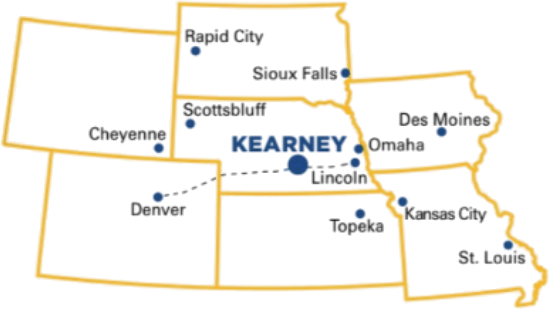 Rapid City
Sioux Falls
Scottsbluff
Des Moines
Cheyenne
KEARNEY
Omaha
Lincoln
Denver
Kansas City
Topeka
St. Louis